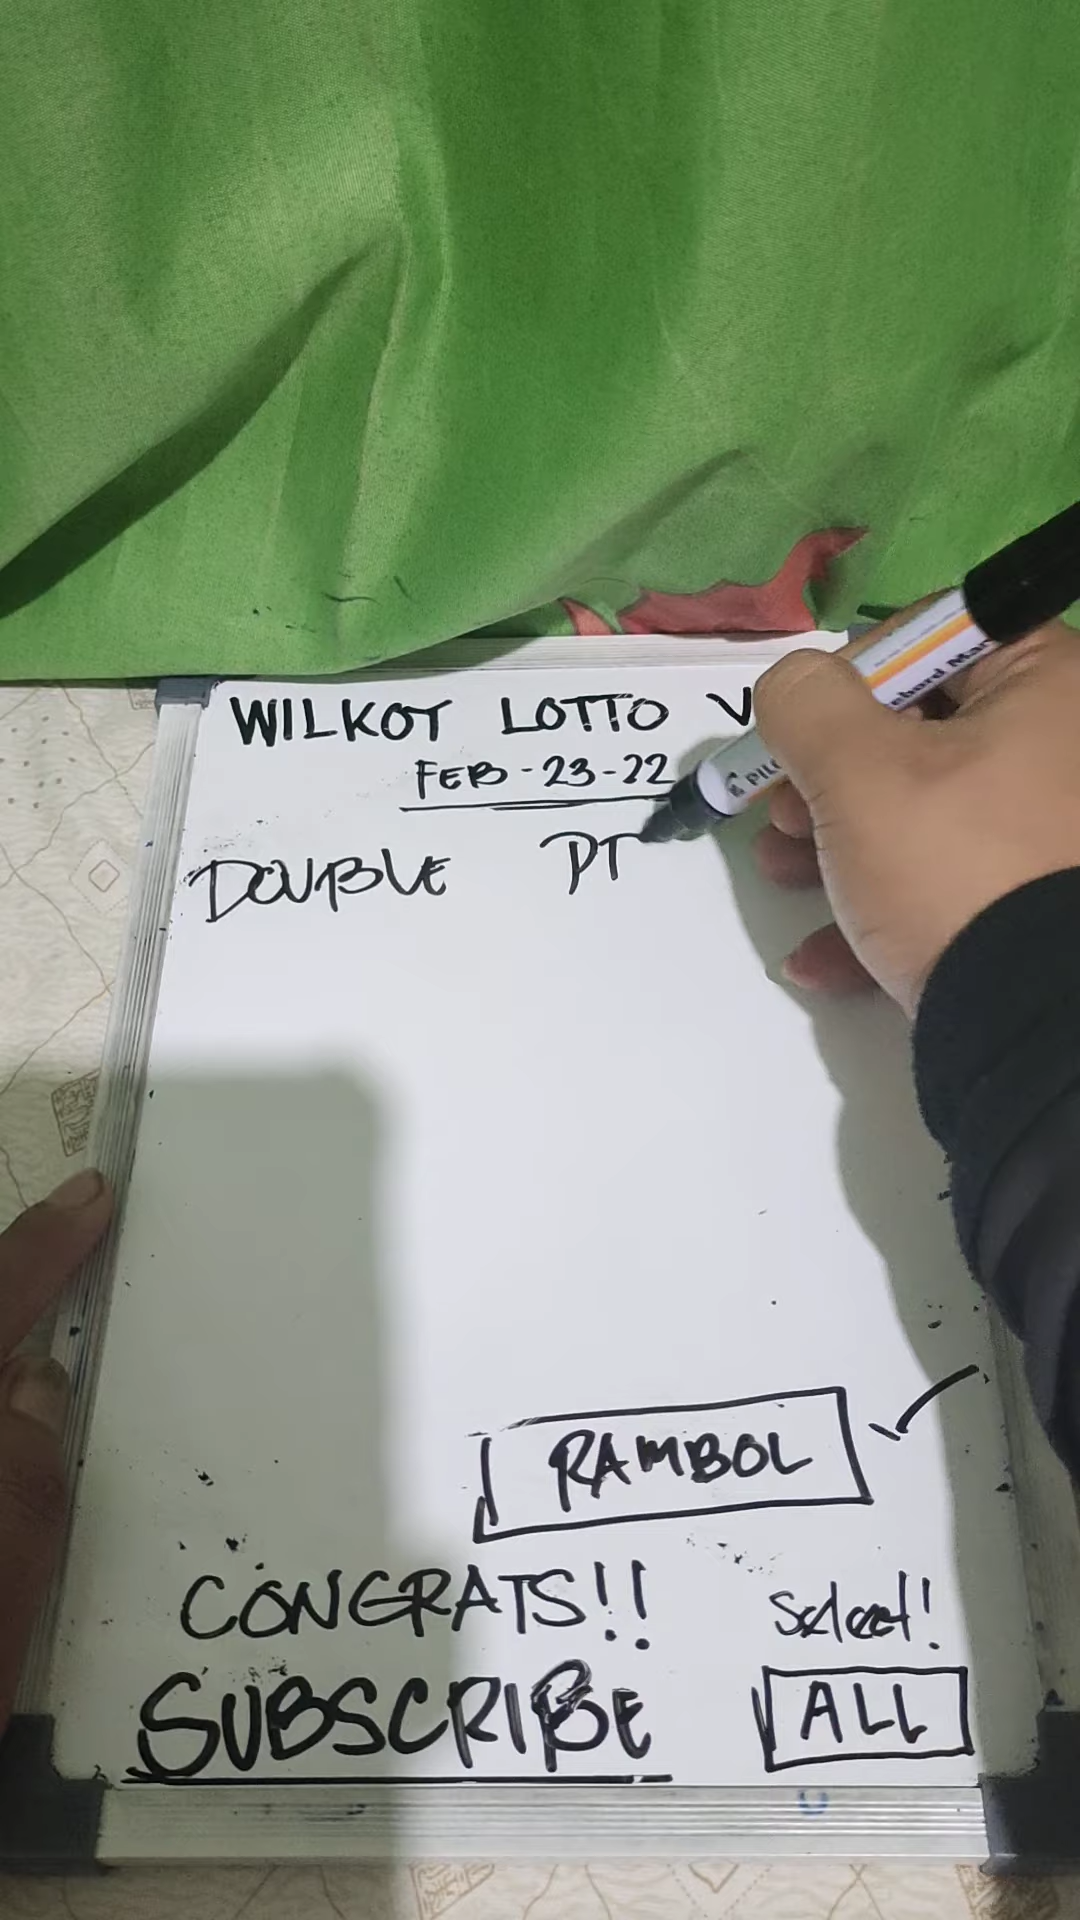 WILKOT LOTTO V
FEB-23-22
DOUBLE PT
RAMBOL
CONGRATS!!
Select!
SUBSCRIBE
ALL